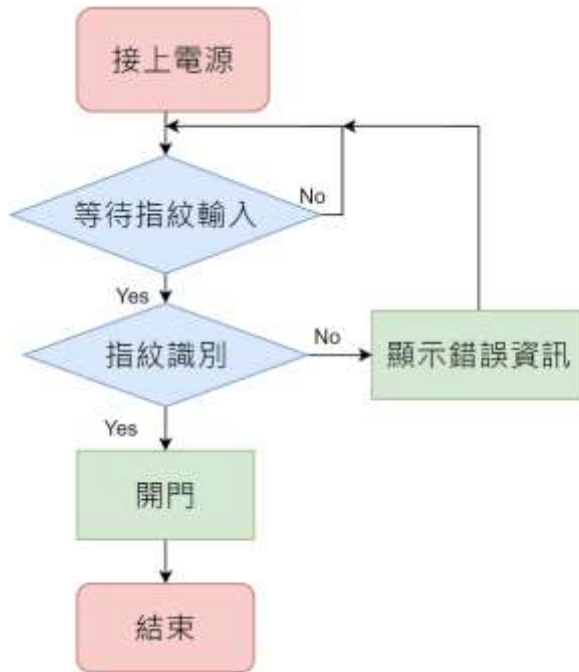 接上電源
等待指紋輸入
No
Yes
指紋識別
No
顯示錯誤資訊
Yes
開門
結束